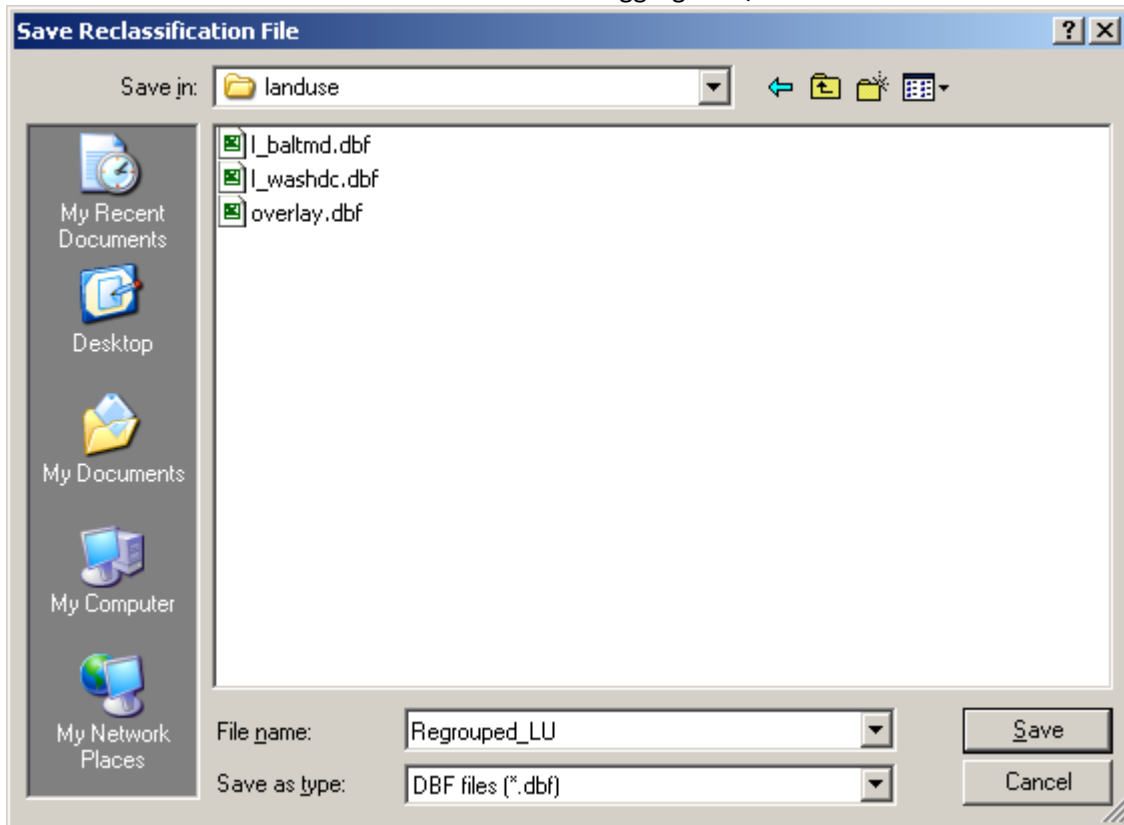 Save Reclassification File
Save in:
landuse
l_baltmd.dbf
l_washdc.dbf
overlay.dbf
My Recent
Documents
Desktop
My Documents
My Computer
My Network
Places
File name:
Regrouped_LU
Save
Save as type:
DBF files (*.dbf)
Cancel